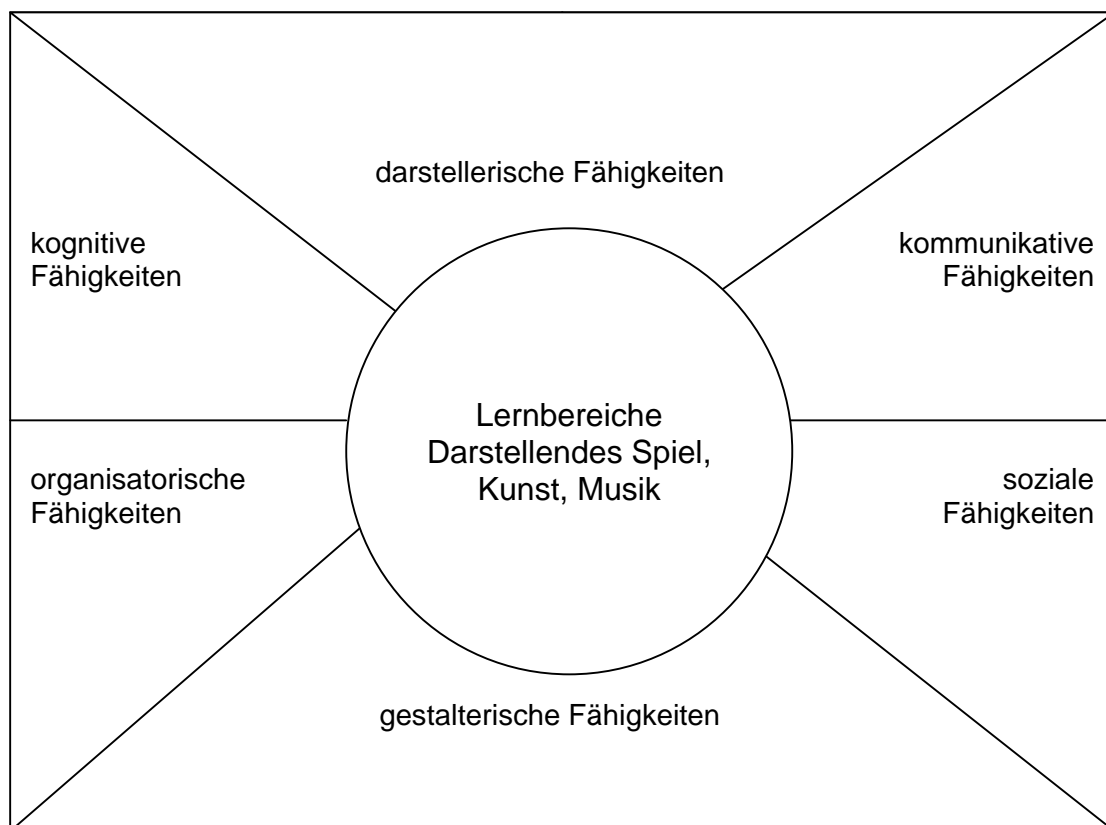 darstellerische Fähigkeiten
kognitive
Fähigkeiten
kommunikative
Fähigkeiten
Lernbereiche
Darstellendes Spiel,
Kunst, Musik
organisatorische
Fähigkeiten
soziale
Fähigkeiten
gestalterische Fähigkeiten